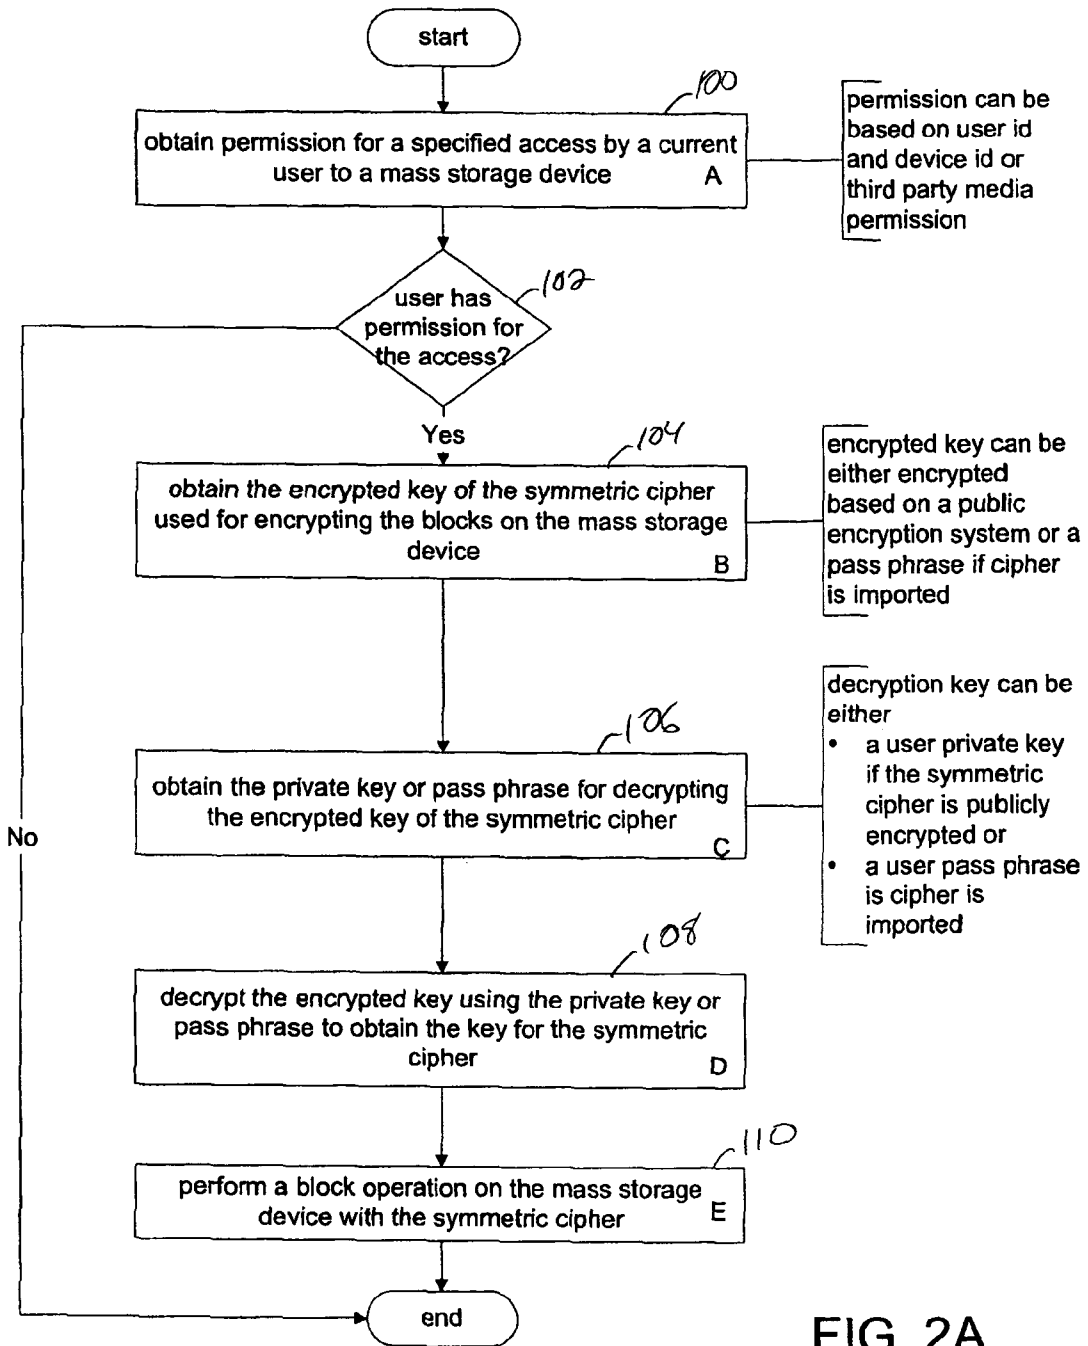 start
100
obtain permission for a specified access by a current
user to a mass storage device
A
permission can be
based on user id
and device id or
third party media
permission
102
user has
permission for
the access?
Yes
104
obtain the encrypted key of the symmetric cipher
used for encrypting the blocks on the mass storage
device
B
encrypted key can be
either encrypted
based on a public
encryption system or a
pass phrase if cipher
is imported
106
obtain the private key or pass phrase for decrypting
the encrypted key of the symmetric cipher
C
decryption key can be
either
• a user private key
if the symmetric
cipher is publicly
encrypted or
• a user pass phrase
is cipher is
imported
No
108
decrypt the encrypted key using the private key or
pass phrase to obtain the key for the symmetric
cipher
D
110
perform a block operation on the mass storage
device with the symmetric cipher
E
end
FIG. 2A